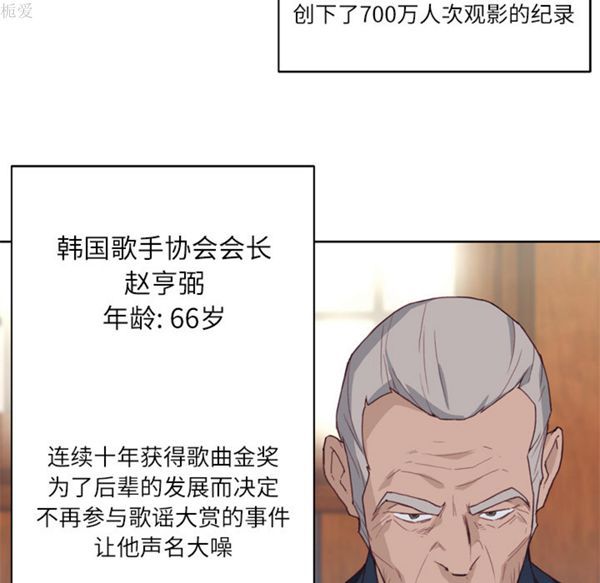 栀爱
创下了700万人次观影的纪录
韩国歌手协会会长
赵亨弼
年龄: 66岁
连续十年获得歌曲金奖
为了后辈的发展而决定
不再参与歌谣大赏的事件
让他声名大噪